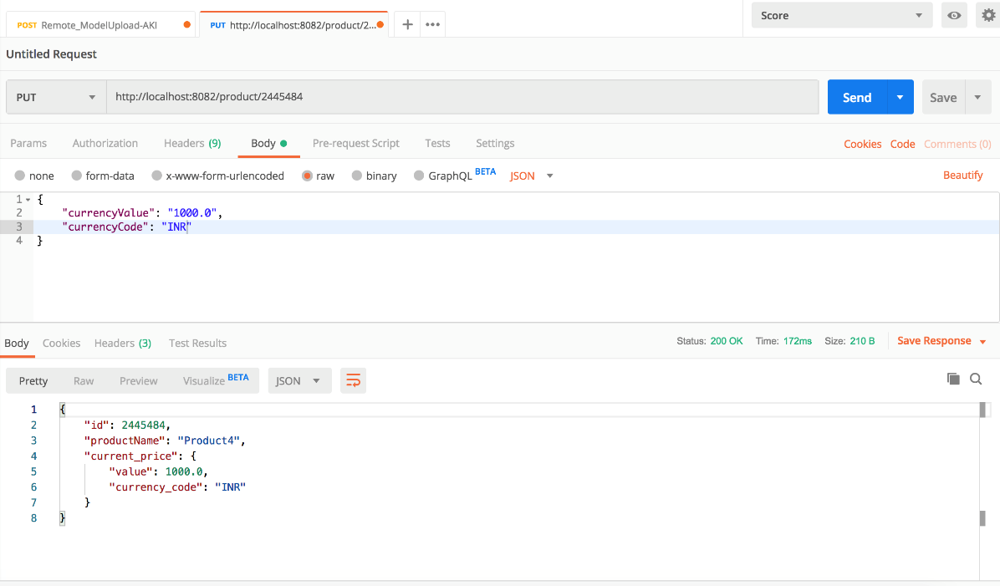 POST Remote_ModelUpload-AKI PUT http://localhost:8082/product/2... + ••• Score
Untitled Request
PUT http://localhost:8082/product/2445484 Send Save
Params Authorization Headers (9) Body Pre-request Script Tests Settings Cookies Code Comments (0)
none form-data x-www-form-urlencoded raw binary GraphQL BETA JSON Beautify
1 {
2 "currencyValue": "1000.0",
3 "currencyCode": "INR"
4 }
Body Cookies Headers (3) Test Results Status: 200 OK Time: 172ms Size: 210 B Save Response
Pretty Raw Preview Visualize BETA JSON
1 {
2 "id": 2445484,
3 "productName": "Product4",
4 "current_price": {
5 "value": 1000.0,
6 "currency_code": "INR"
7 }
8 }